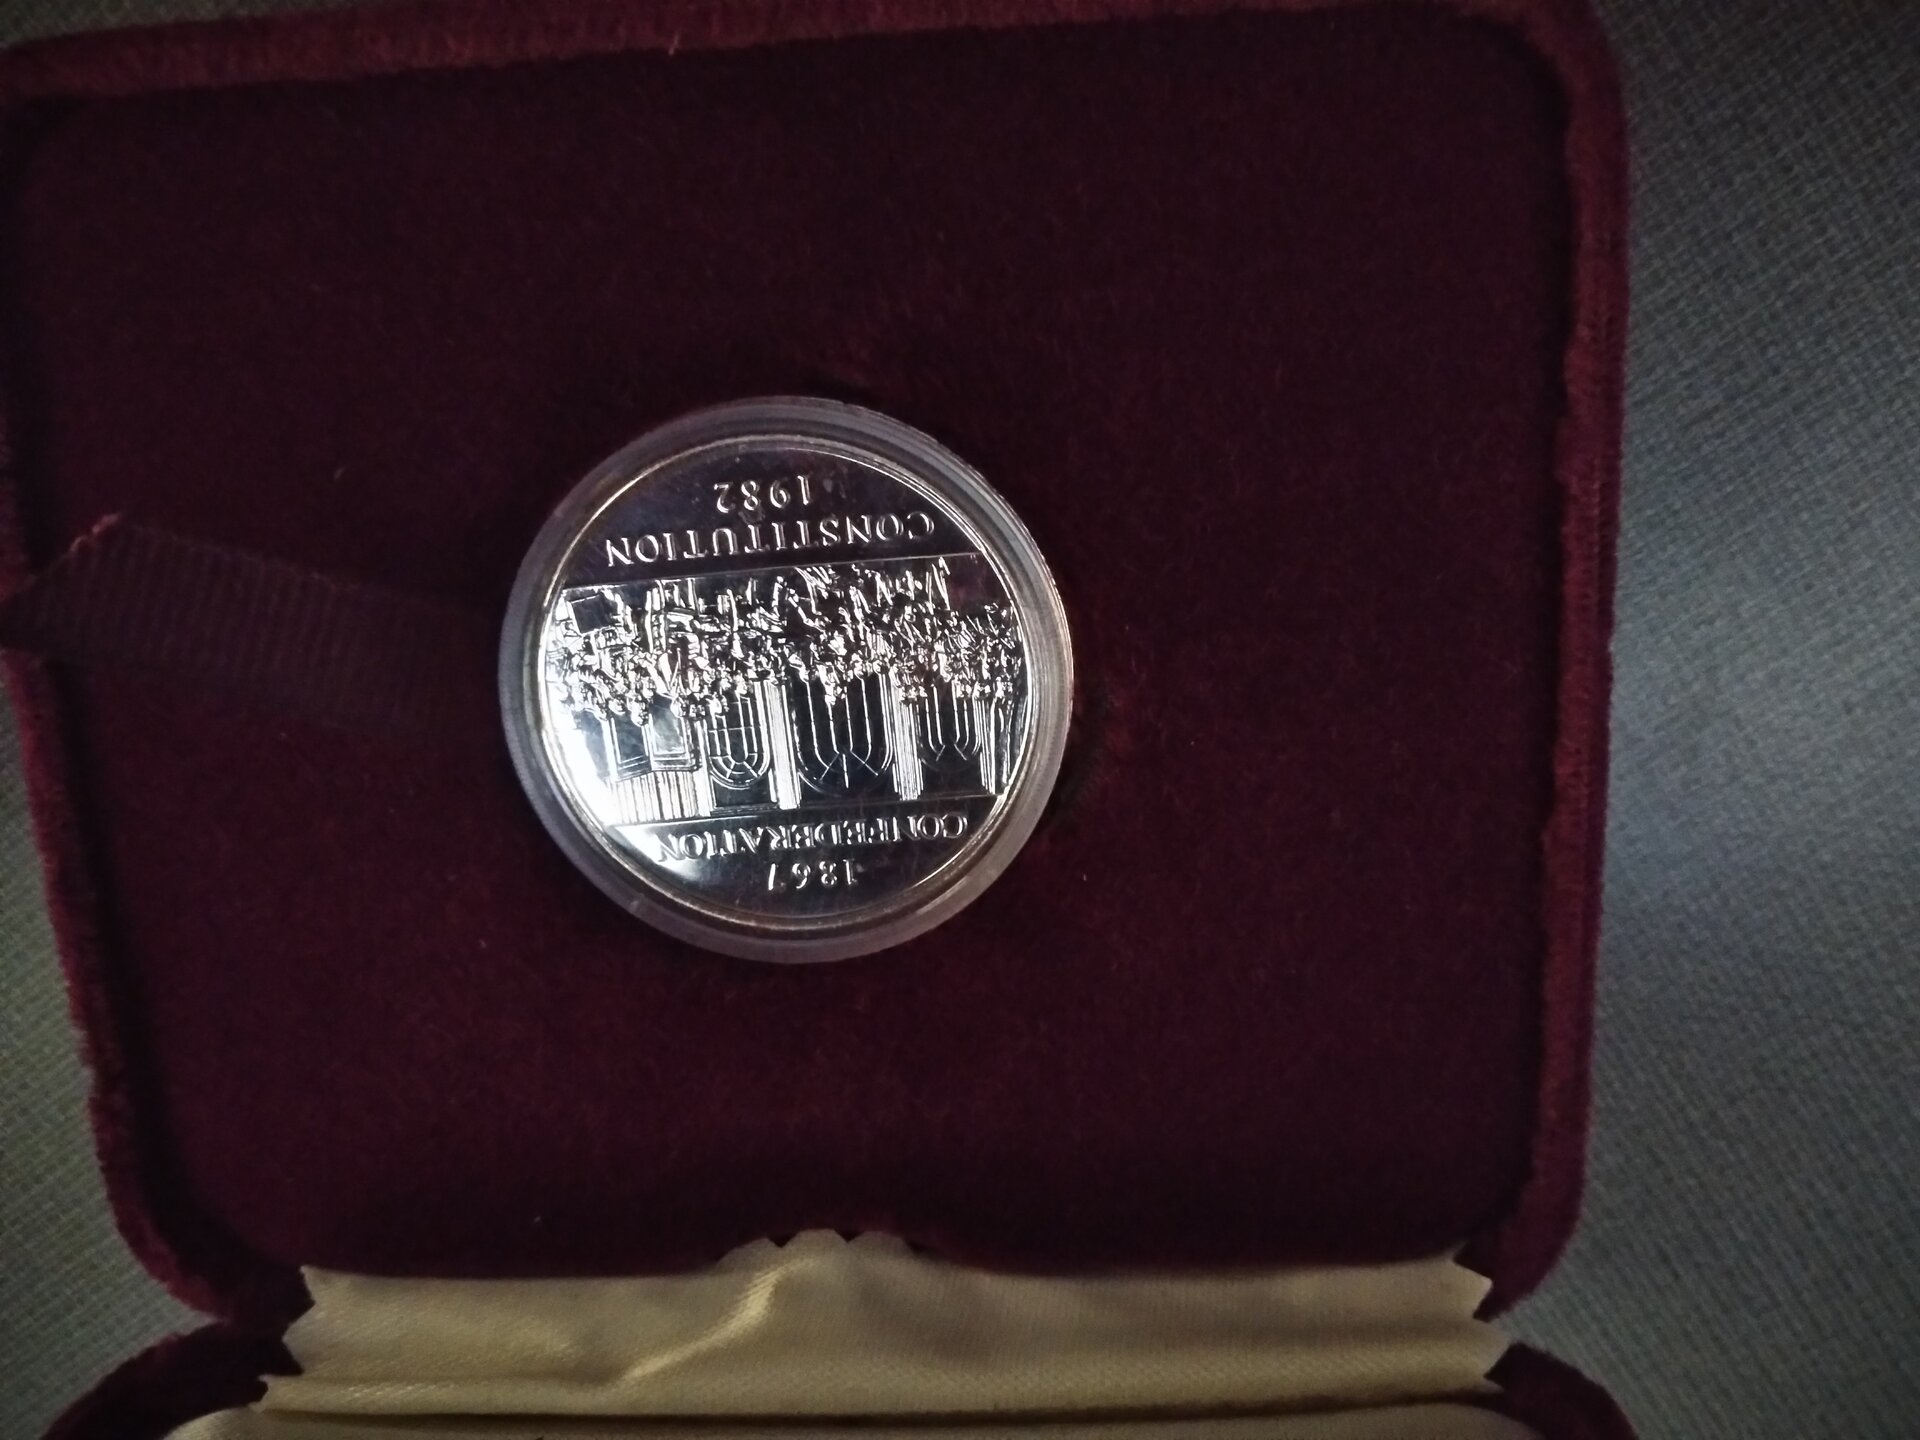 1867
CONFEDERATION
CONSTITUTION
1982